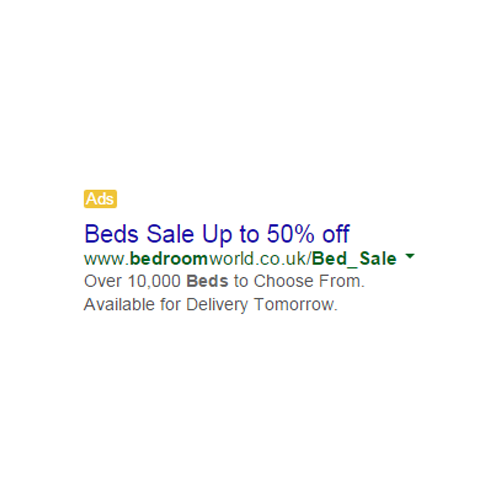 Ads
Beds Sale Up to 50% off
www.bedroomworld.co.uk/Bed_Sale
Over 10,000 Beds to Choose From.
Available for Delivery Tomorrow.